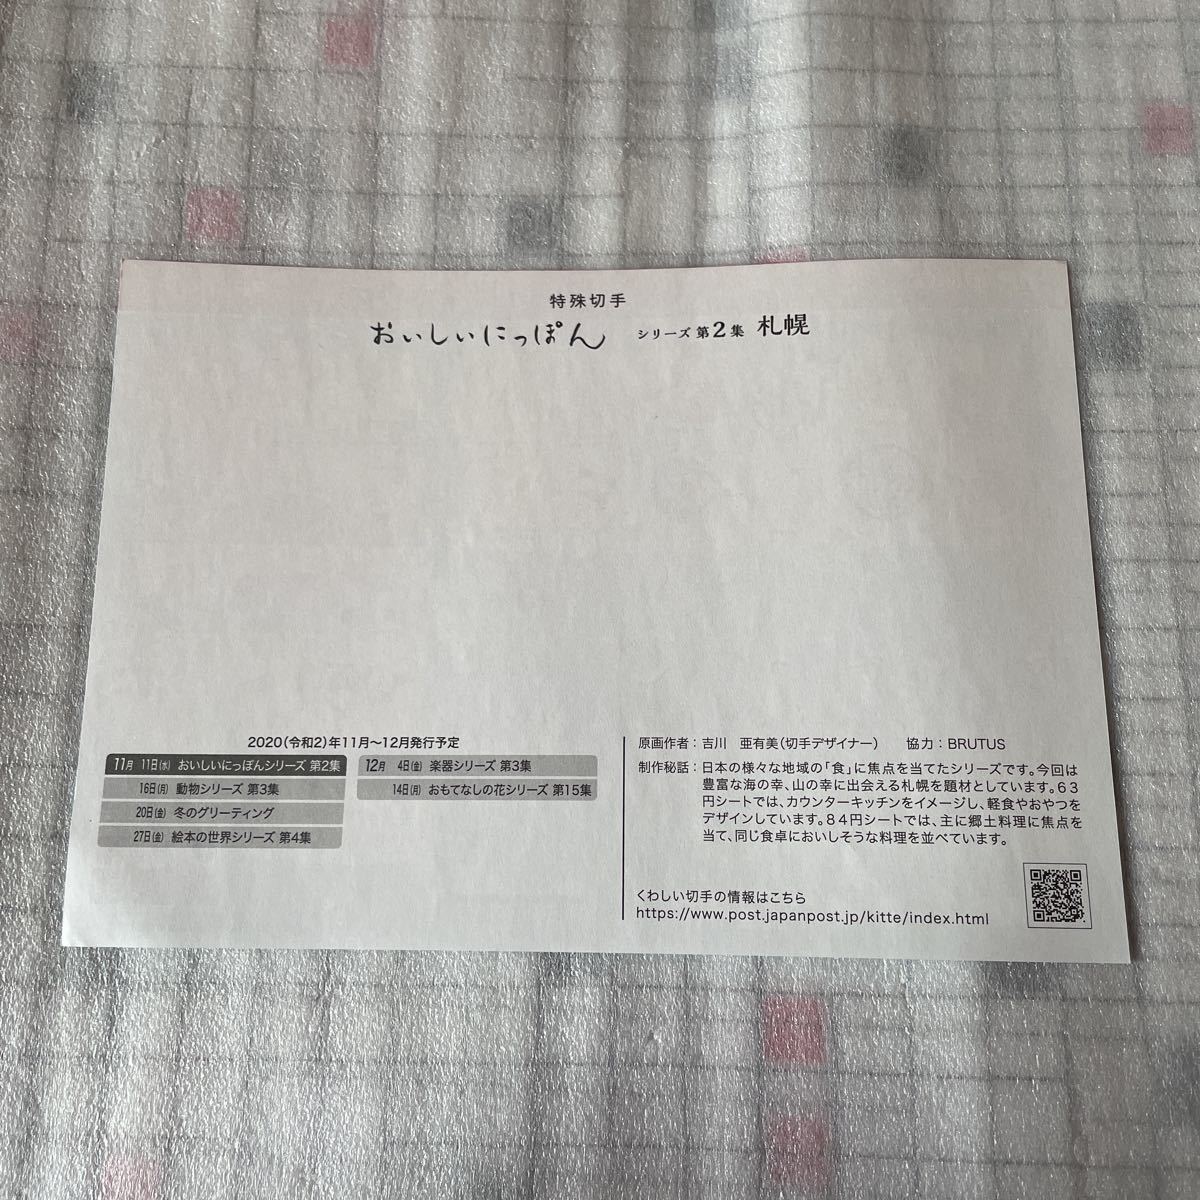 特殊切手
おいしいにっぽん シリーズ 第2集 札幌
2020(令和2)年11月～12月発行予定
11月 11日(水) おいしいにっぽんシリーズ 第2集
16日(月) 動物シリーズ 第3集
20日(金) 冬のグリーティング
27日(金) 絵本の世界シリーズ 第4集
12月 4日(金) 楽器シリーズ 第3集
14日(月) おもてなしの花シリーズ 第15集
原画作者：吉川 亜有美(切手デザイナー) 協力：BRUTUS
制作秘話：日本の様々な地域の「食」に焦点を当てたシリーズです。今回は
豊富な海の幸、山の幸に出会える札幌を題材としています。63
円シートでは、カウンターキッチンをイメージし、軽食やおやつを
デザインしています。84円シートでは、主に郷土料理に焦点を
当て、同じ食卓においしそうな料理を並べています。
くわしい切手の情報はこちら
https://www.post.japanpost.jp/kitte/index.html